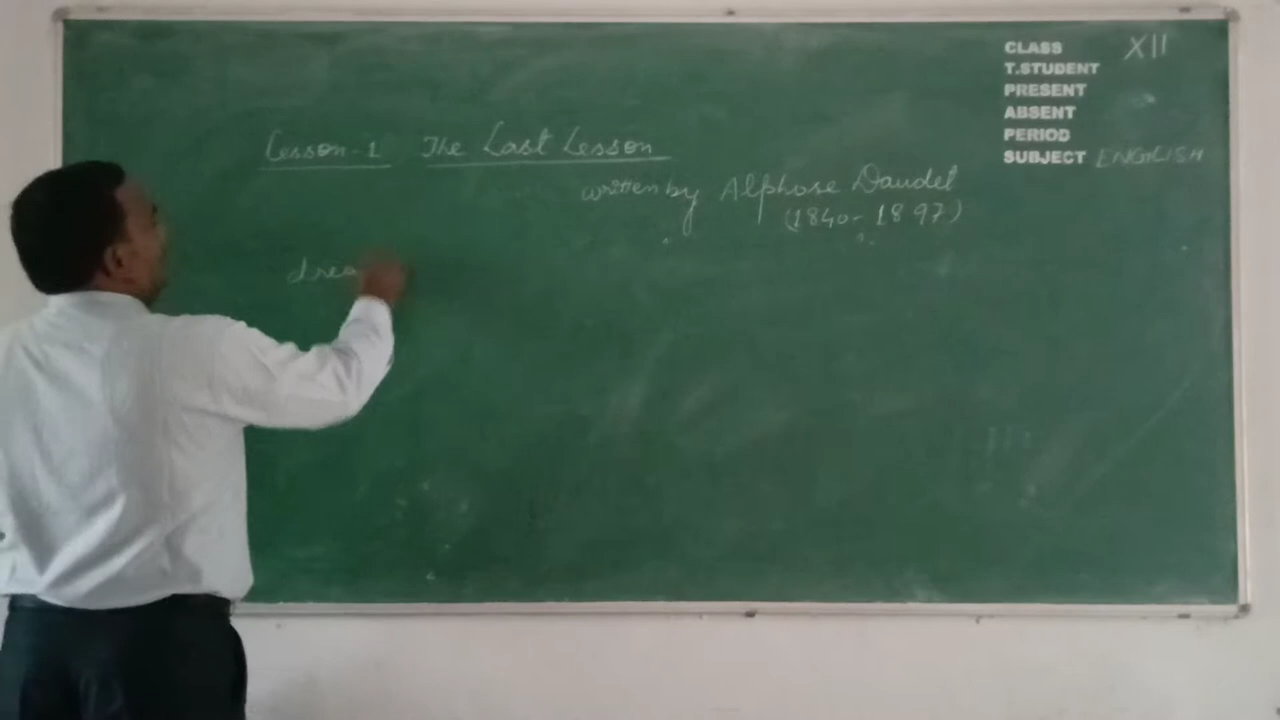 CLASS XII
T.STUDENT
PRESENT
ABSENT
PERIOD
SUBJECT ENGLISH
Lesson-1 The Last Lesson
written by Alphose Daudel
(1840-1897)
drea